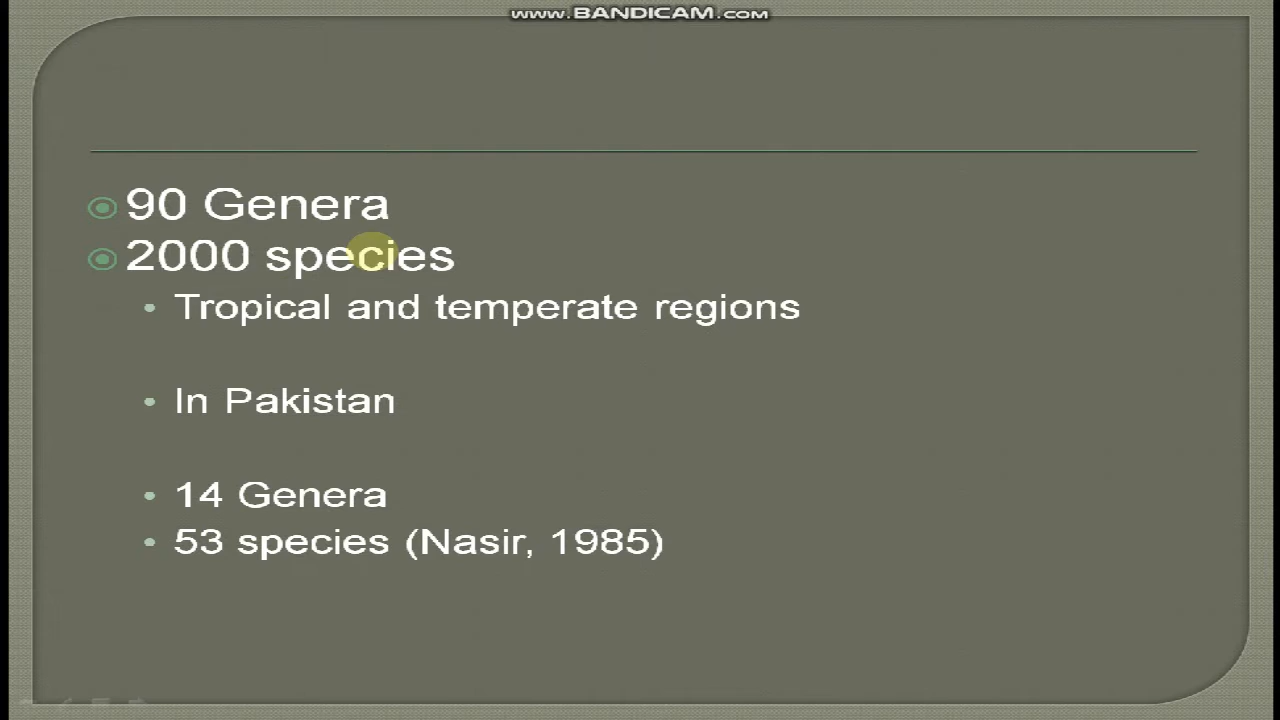 www.BANDICAM.com
90 Genera
2000 species
Tropical and temperate regions
In Pakistan
14 Genera
53 species (Nasir, 1985)